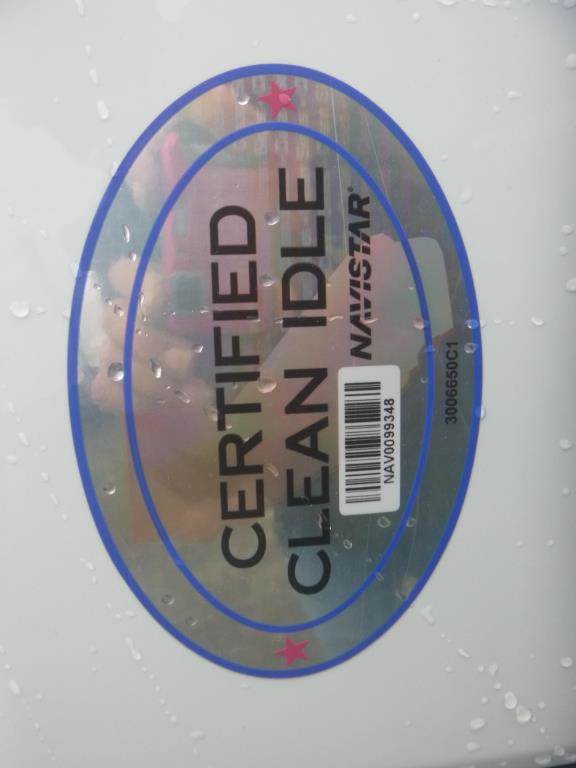 CERTIFIED
CLEAN IDLE
NAVISTAR®
NAV0099348
3006650C1